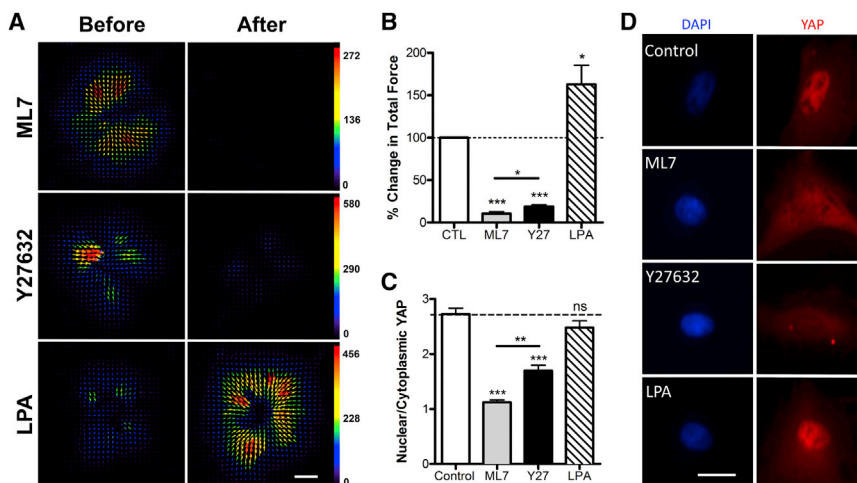 A
Before
After
ML7
272
136
0
Y27632
580
290
0
LPA
456
228
0
B
% Change in Total Force
200
150
100
50
0
*
*
***
***
CTL
ML7
Y27
LPA
C
Nuclear/Cytoplasmic YAP
3
2
1
0
ns
**
***
***
Control
ML7
Y27
LPA
D
DAPI
YAP
Control
ML7
Y27632
LPA